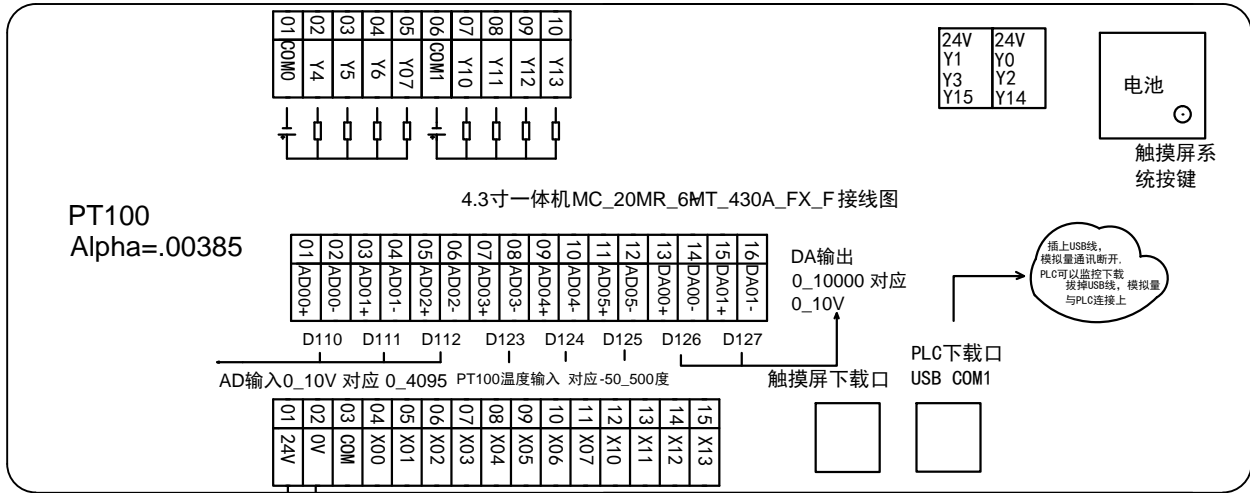 01 02 03 04 05 06 07 08 09 10
COM0 Y4 Y5 Y6 Y07 COM1 Y10 Y11 Y12 Y13
24V 24V
Y1 Y0
Y3 Y2
Y15 Y14
电池
触摸屏系
统按键
4.3寸一体机MC_20MR_6MT_430A_FX_F接线图
PT100
Alpha=.00385
01 02 03 04 05 06 07 08 09 10 11 12 13 14 15 16
AD00+ AD00- AD01+ AD01- AD02+ AD02- AD03+ AD03- AD04+ AD04- AD05+ AD05- DA00+ DA00- DA01+ DA01-
DA输出
0_10000 对应
0_10V
D110 D111 D112 D123 D124 D125 D126 D127
AD输入0_10V 对应 0_4095
PT100温度输入 对应-50_500度
插上USB线，
模拟量通讯断开.
PLC可以监控下载
拔掉USB线，模拟量
与PLC连接上
触摸屏下载口
PLC下载口
USB COM1
01 02 03 04 05 06 07 08 09 10 11 12 13 14 15
24V 0V COM X00 X01 X02 X03 X04 X05 X06 X07 X10 X11 X12 X13